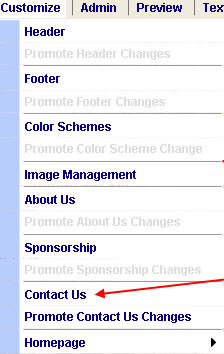 Customize Admin Preview Tex
Header
Promote Header Changes
Footer
Promote Footer Changes
Color Schemes
Promote Color Scheme Change
Image Management
About Us
Promote About Us Changes
Sponsorship
Promote Sponsorship Changes
Contact Us
Promote Contact Us Changes
Homepage